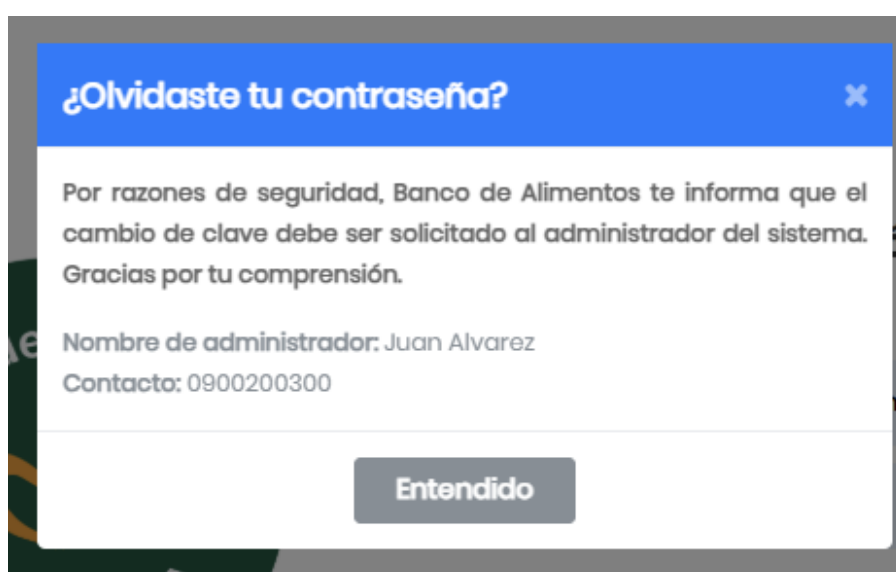 ¿Olvidaste tu contraseña?
Por razones de seguridad, Banco de Alimentos te informa que el
cambio de clave debe ser solicitado al administrador del sistema.
Gracias por tu comprensión.
Nombre de administrador: Juan Alvarez
Contacto: 0900200300
Entendido